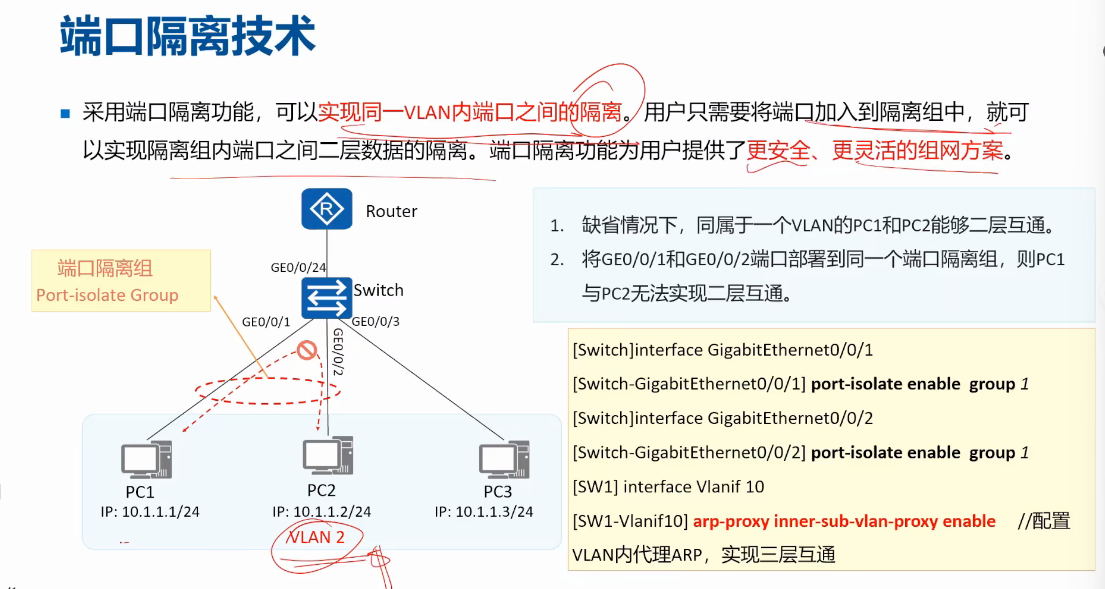 端口隔离技术
采用端口隔离功能，可以实现同一VLAN内端口之间的隔离。用户只需要将端口加入到隔离组中，就可
以实现隔离组内端口之间二层数据的隔离。端口隔离功能为用户提供了更安全、更灵活的组网方案。
Router
GE0/0/24
Switch
GE0/0/1
GE0/0/3
GE0/0/2
端口隔离组
Port-isolate Group
PC1
IP: 10.1.1.1/24
PC2
IP: 10.1.1.2/24
PC3
IP: 10.1.1.3/24
VLAN 2
1. 缺省情况下，同属于一个VLAN的PC1和PC2能够二层互通。
2. 将GE0/0/1和GE0/0/2端口部署到同一个端口隔离组，则PC1
与PC2无法实现二层互通。
[Switch]interface GigabitEthernet0/0/1
[Switch-GigabitEthernet0/0/1] port-isolate enable group 1
[Switch]interface GigabitEthernet0/0/2
[Switch-GigabitEthernet0/0/2] port-isolate enable group 1
[SW1] interface Vlanif 10
[SW1-Vlanif10] arp-proxy inner-sub-vlan-proxy enable //配置
VLAN内代理ARP，实现三层互通